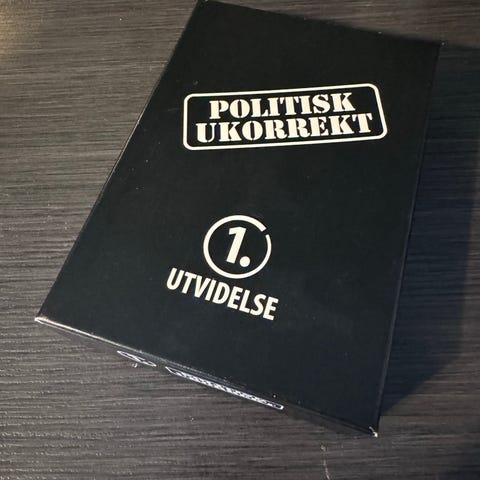 POLITISK
UKORREKT
1.
UTVIDELSE